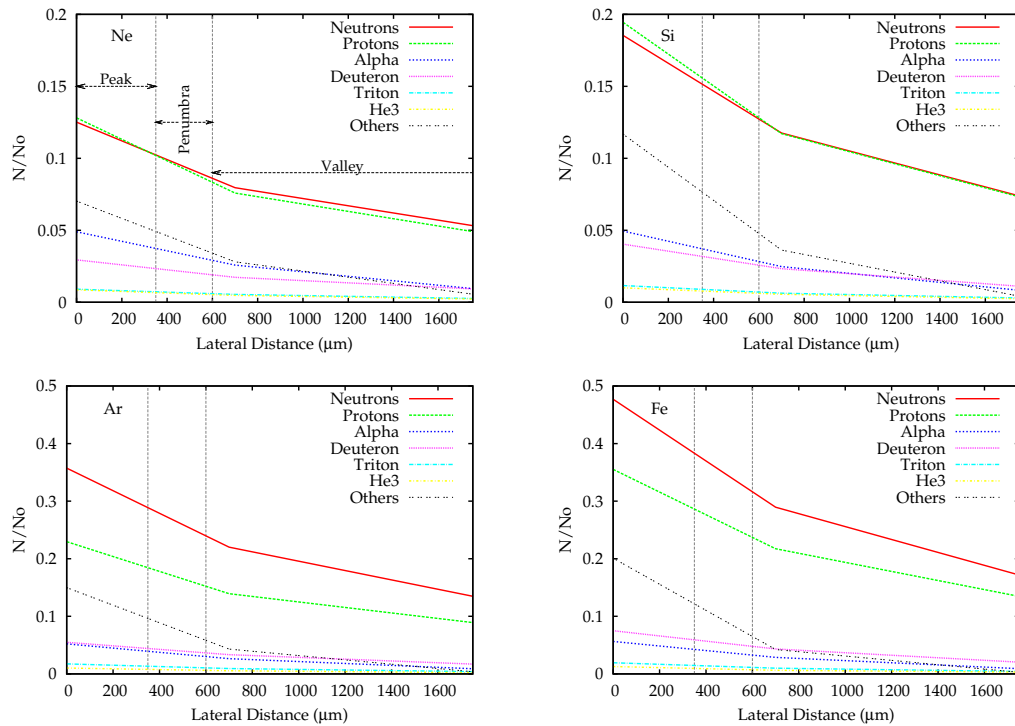 Ne
Peak
Penumbra
Valley
Neutrons
Protons
Alpha
Deuteron
Triton
He3
Others
0.2
0.15
0.1
0.05
0
N/No
0 200 400 600 800 1000 1200 1400 1600
Lateral Distance (μm)
Si
Neutrons
Protons
Alpha
Deuteron
Triton
He3
Others
0.2
0.15
0.1
0.05
0
N/No
0 200 400 600 800 1000 1200 1400 1600
Lateral Distance (μm)
Ar
Neutrons
Protons
Alpha
Deuteron
Triton
He3
Others
0.5
0.4
0.3
0.2
0.1
0
N/No
0 200 400 600 800 1000 1200 1400 1600
Lateral Distance (μm)
Fe
Neutrons
Protons
Alpha
Deuteron
Triton
He3
Others
0.5
0.4
0.3
0.2
0.1
0
N/No
0 200 400 600 800 1000 1200 1400 1600
Lateral Distance (μm)